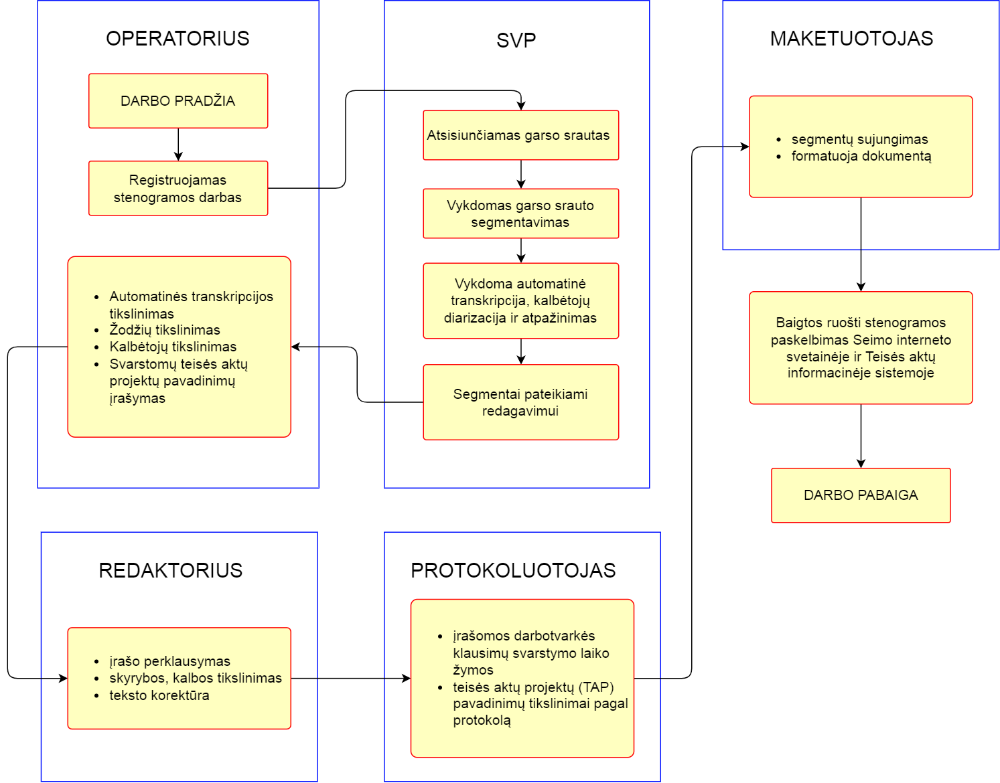 OPERATORIUS
DARBO PRADŽIA
Registruojamas
stenogramos darbas
• Automatinės transkripcijos
tikslinimas
• Žodžių tikslinimas
• Kalbėtojų tikslinimas
• Svarstomų teisės aktų
projektų pavadinimų
įrašymas
SVP
Atsisiunčiamas garso srautas
Vykdomas garso srauto
segmentavimas
Vykdoma automatinė
transkripcija, kalbėtojų
diarizacija ir atpažinimas
Segmentai pateikiami
redagavimui
REDAKTORIUS
• įrašo perklausymas
• skyrybos, kalbos tikslinimas
• teksto korektūra
PROTOKOLUOTOJAS
• įrašomos darbotvarkės
klausimų svarstymo laiko
žymos
• teisės aktų projektų (TAP)
pavadinimų tikslinimai pagal
protokolą
MAKETUOTOJAS
• segmentų sujungimas
• formatuoja dokumentą
Baigtos ruošti stenogramos
paskelbimas Seimo interneto
svetainėje ir Teisės aktų
informacinėje sistemoje
DARBO PABAIGA